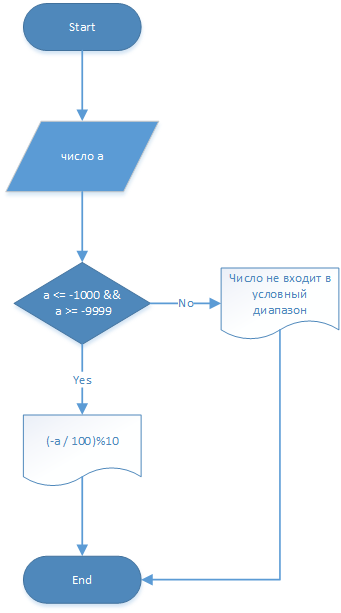 Start
число a
a <= -1000 &&
a >= -9999
No
Число не входит в
условный
диапазон
Yes
(-a / 100)%10
End